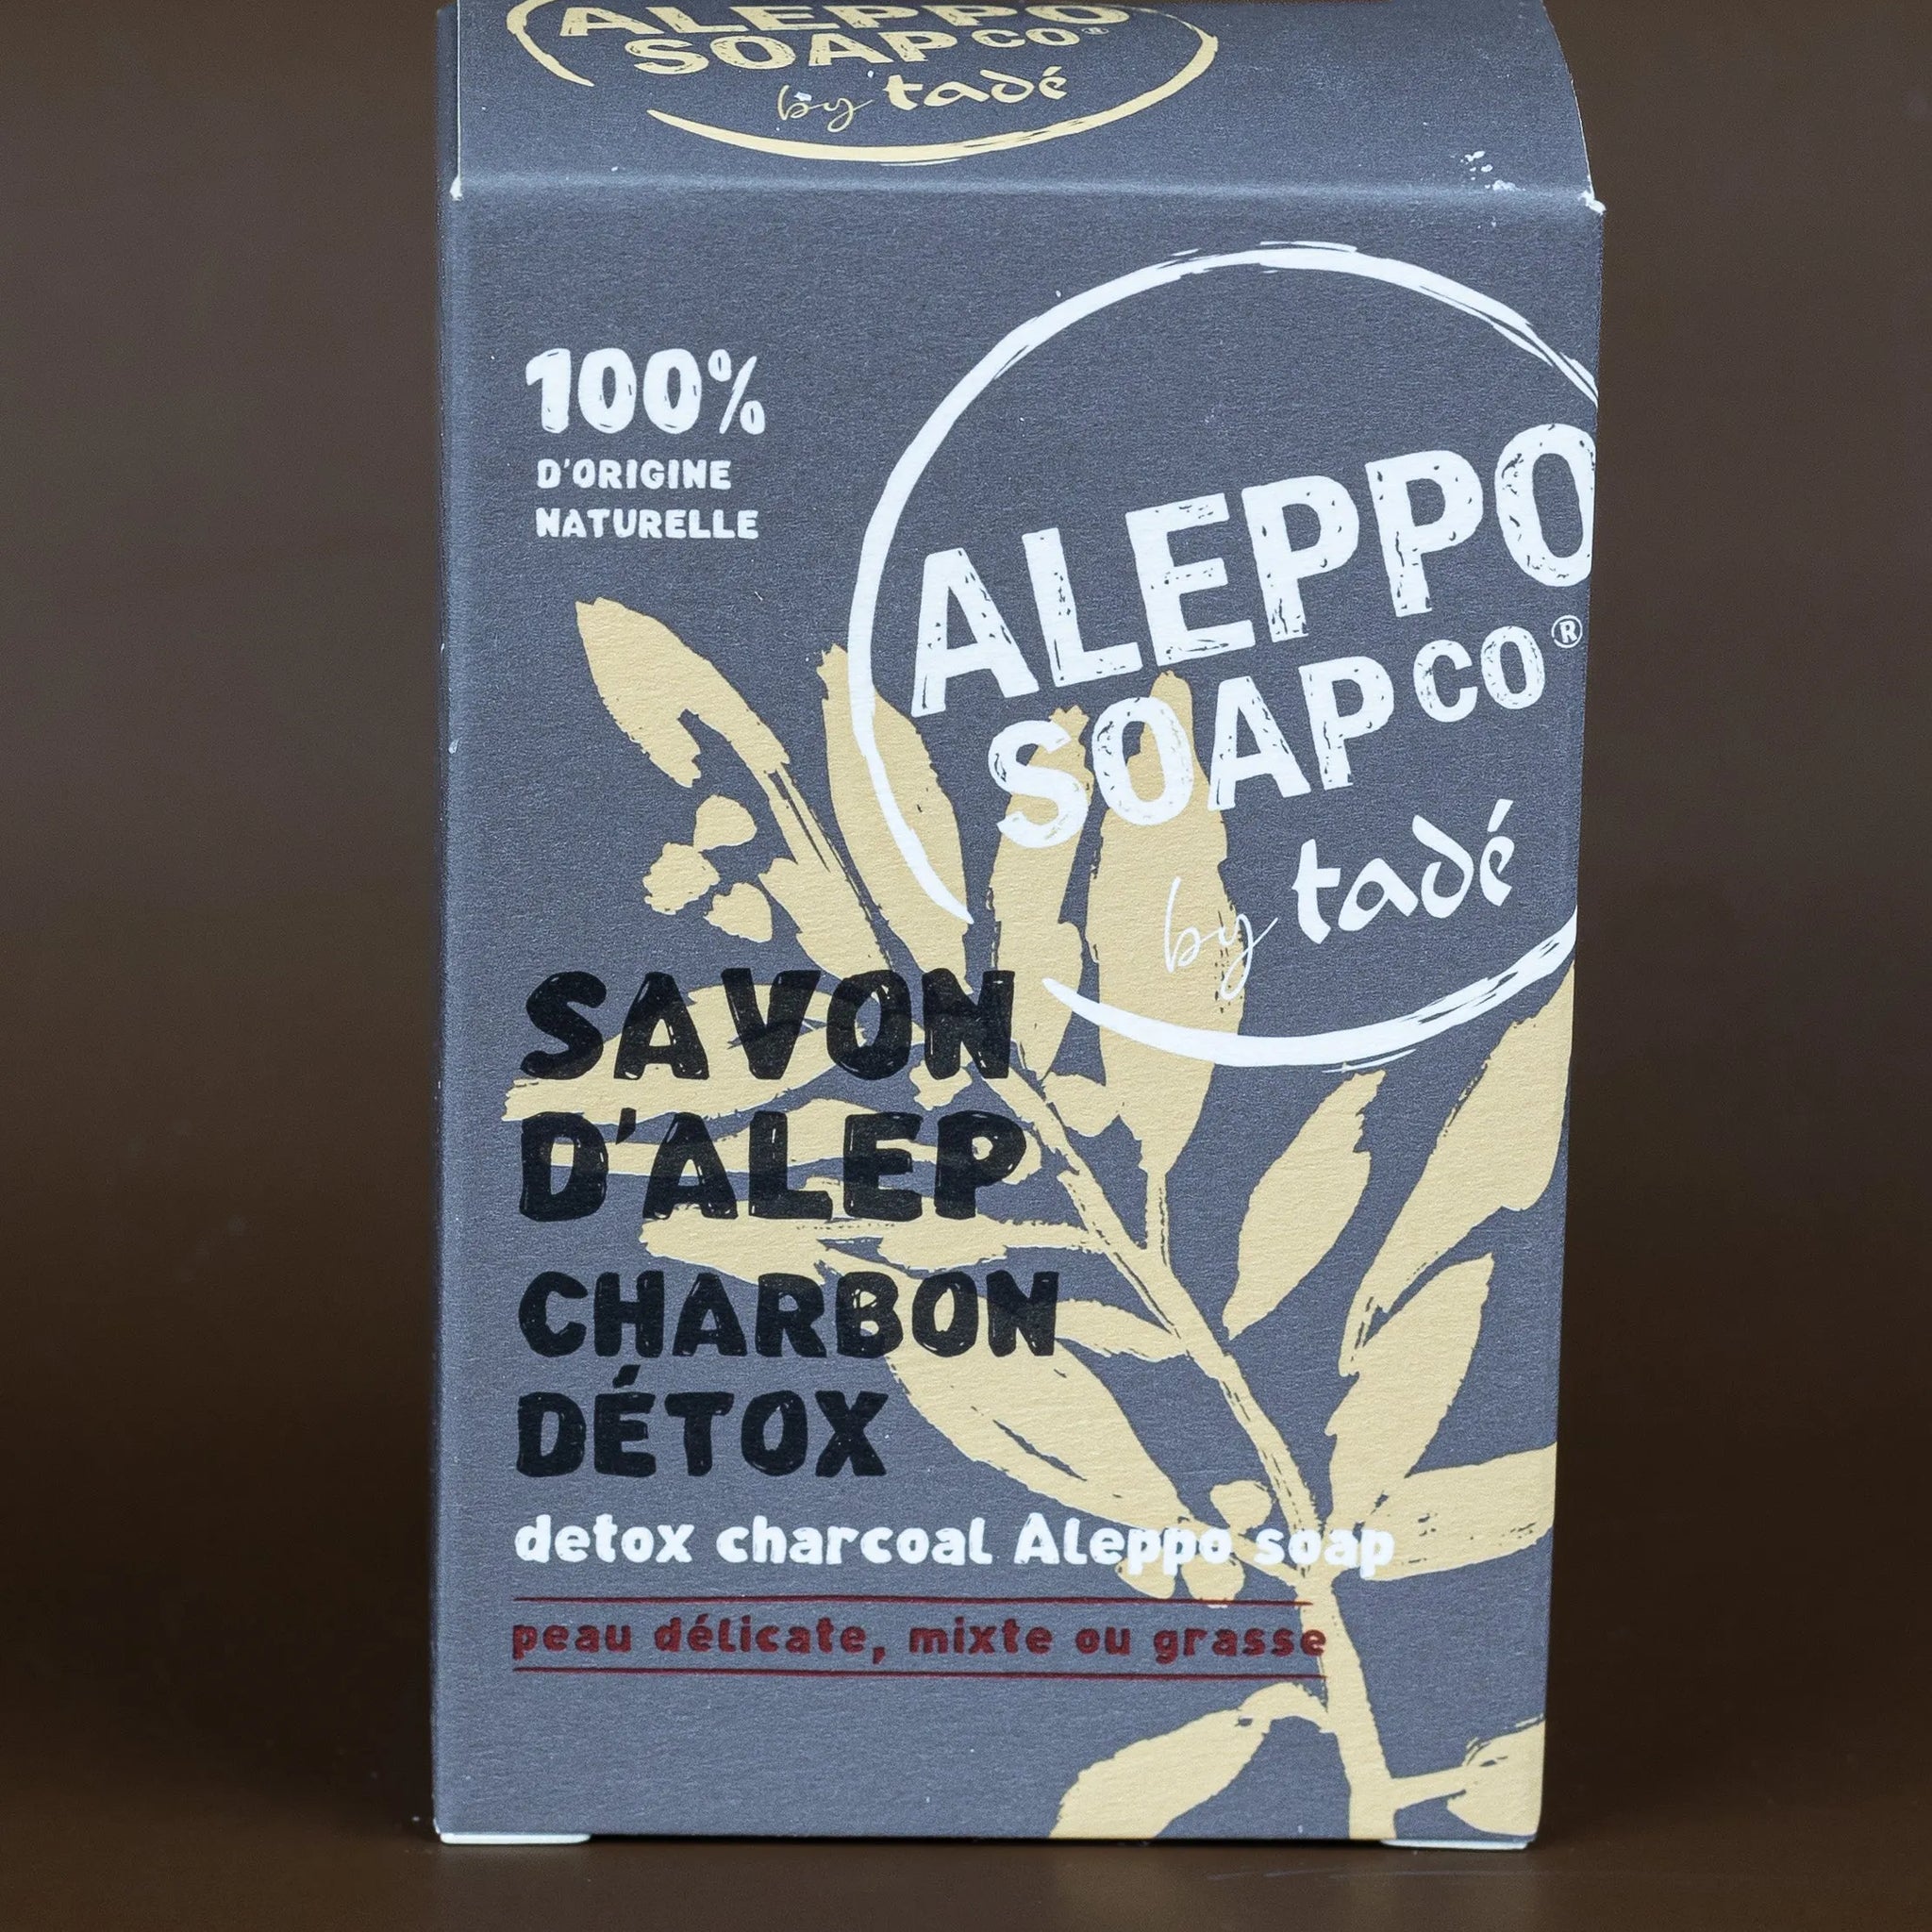 ALEPPO
SOAP CO®
by tadé
100%
D'ORIGINE
NATURELLE
ALEPPO
SOAP CO®
by tadé
SAVON
D'ALEP
CHARBON
DÉTOX
detox charcoal Aleppo soap
peau délicate, mixte ou grasse